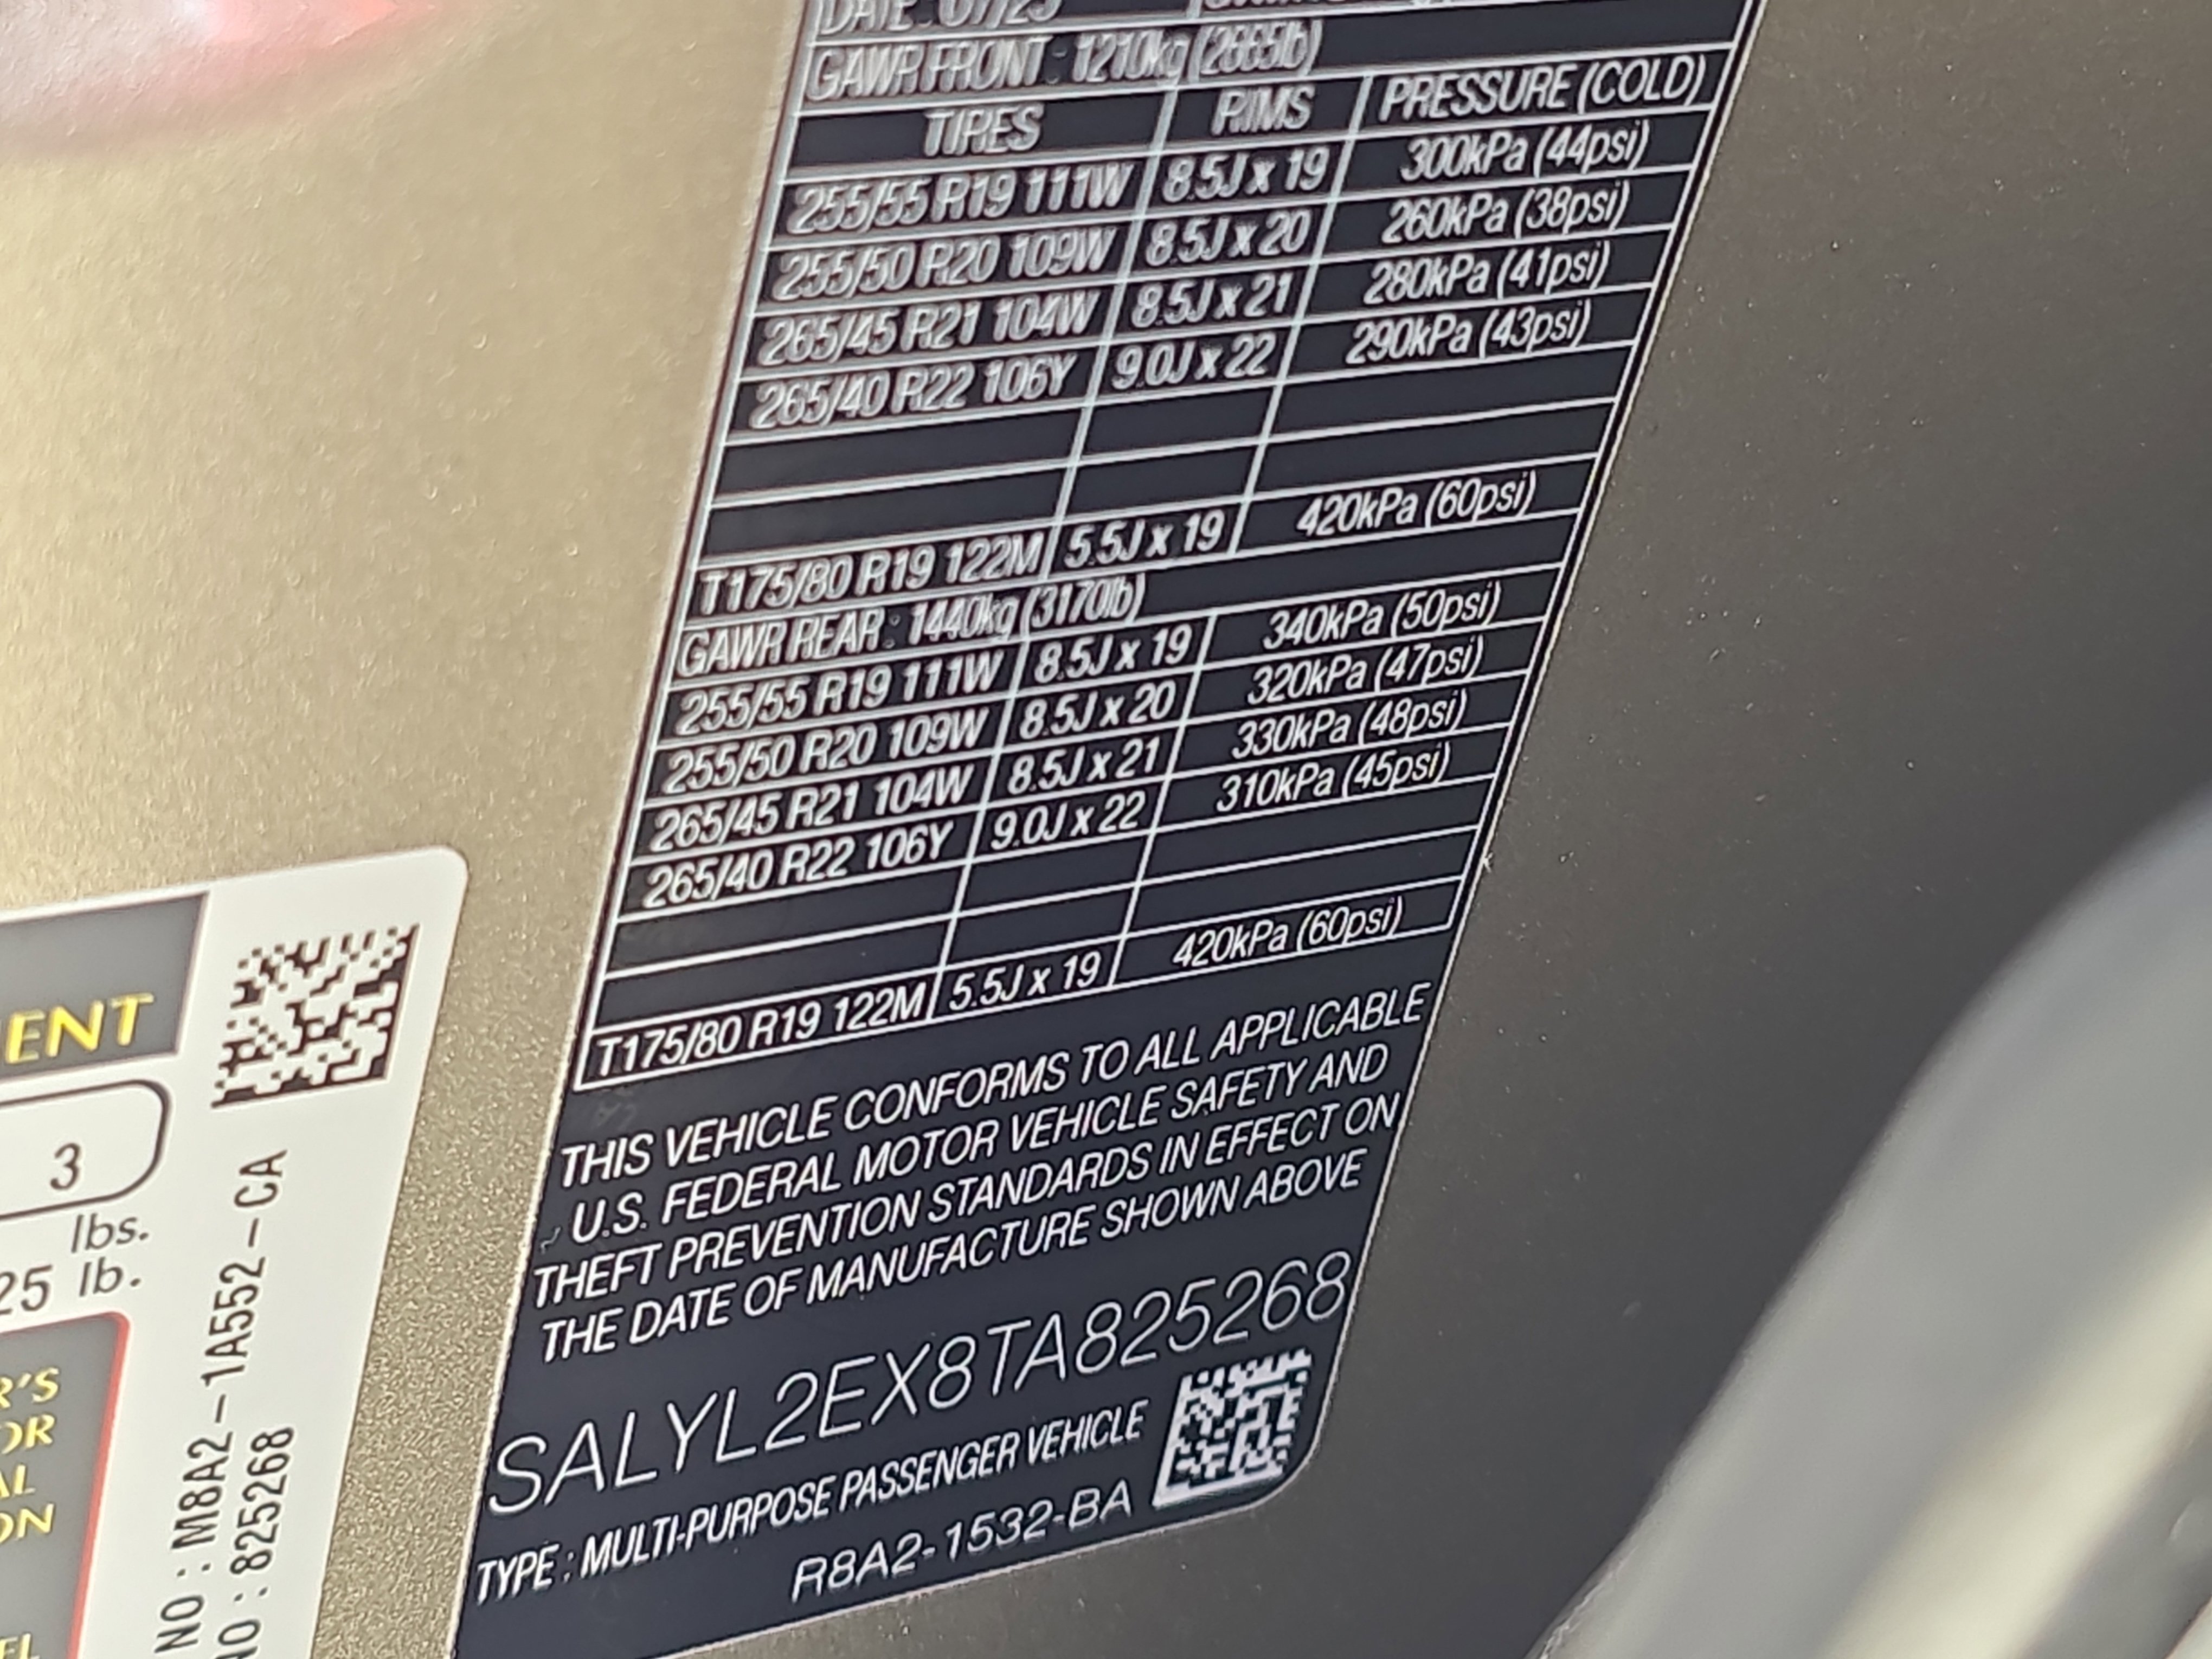 DATE : 07/25
GAWR FRONT : 1210kg (2665lb)
TIRES RIMS PRESSURE (COLD)
255/55 R19 111W 8.5J x 19 300kPa (44psi)
255/50 R20 109W 8.5J x 20 260kPa (38psi)
265/45 R21 104W 8.5J x 21 280kPa (41psi)
265/40 R22 106Y 9.0J x 22 290kPa (43psi)
T175/80 R19 122M 5.5J x 19 420kPa (60psi)
GAWR REAR : 1440kg (3170lb)
255/55 R19 111W 8.5J x 19 340kPa (50psi)
255/50 R20 109W 8.5J x 20 320kPa (47psi)
265/45 R21 104W 8.5J x 21 330kPa (48psi)
265/40 R22 106Y 9.0J x 22 310kPa (45psi)
T175/80 R19 122M 5.5J x 19 420kPa (60psi)
THIS VEHICLE CONFORMS TO ALL APPLICABLE
U.S. FEDERAL MOTOR VEHICLE SAFETY AND
THEFT PREVENTION STANDARDS IN EFFECT ON
THE DATE OF MANUFACTURE SHOWN ABOVE
SALYL2EX8TA825268
TYPE : MULTI-PURPOSE PASSENGER VEHICLE
R8A2-1532-BA
ENT
3
lbs.
25 lb.
R'S
OR
AL
ON
EL
NO : M8A2-1A552-CA
NO : 825268